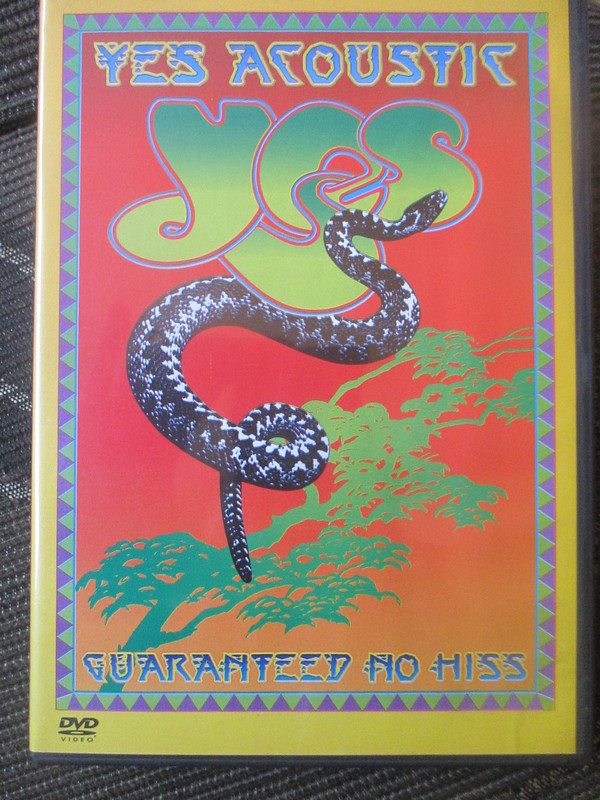 YES ACOUSTIC
YES
GUARANTEED NO HISS
DVD
VIDEO